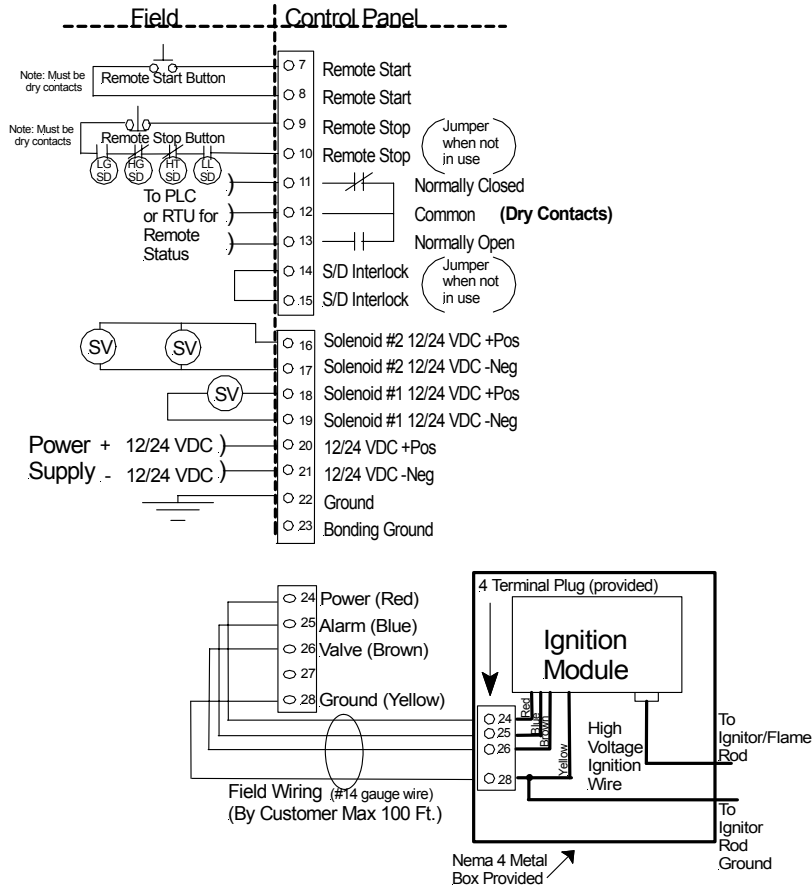 Field
Control Panel
Note: Must be
dry contacts
Remote Start Button
7 Remote Start
8 Remote Start
Note: Must be
dry contacts
Remote Stop Button
9 Remote Stop
10 Remote Stop
Jumper
when not
in use
LG
SD
HG
SD
HT
SD
LL
SD
To PLC
or RTU for
Remote
Status
11 Normally Closed
12 Common (Dry Contacts)
13 Normally Open
14 S/D Interlock
15 S/D Interlock
Jumper
when not
in use
SV
SV
16 Solenoid #2 12/24 VDC +Pos
17 Solenoid #2 12/24 VDC -Neg
SV
18 Solenoid #1 12/24 VDC +Pos
19 Solenoid #1 12/24 VDC -Neg
Power + 12/24 VDC
Supply - 12/24 VDC
20 12/24 VDC +Pos
21 12/24 VDC -Neg
22 Ground
23 Bonding Ground
24 Power (Red)
25 Alarm (Blue)
26 Valve (Brown)
27
28 Ground (Yellow)
Field Wiring (#14 gauge wire)
(By Customer Max 100 Ft.)
4 Terminal Plug (provided)
Ignition
Module
24
25
26
28
Red
Blue
Brown
Yellow
High
Voltage
Ignition
Wire
To
Ignitor/Flame
Rod
To
Ignitor
Rod
Ground
Nema 4 Metal
Box Provided